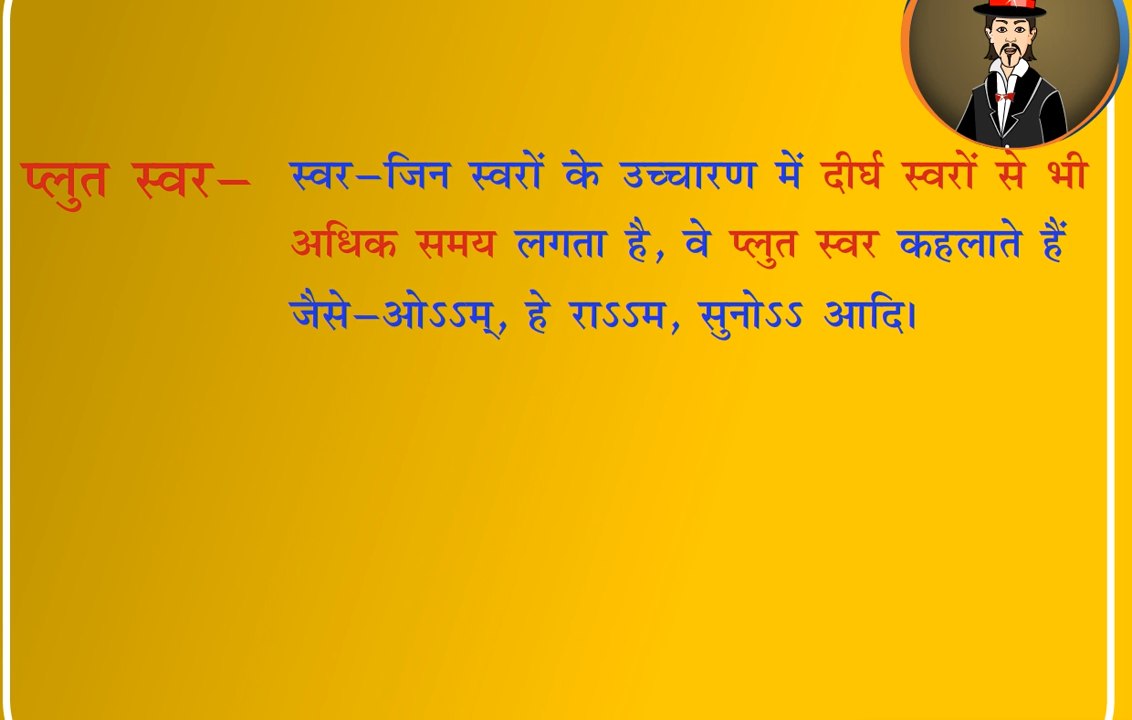 प्लुत स्वर– स्वर–जिन स्वरों के उच्चारण में दीर्घ स्वरों से भी
अधिक समय लगता है, वे प्लुत स्वर कहलाते हैं
जैसे–ओऽऽम्, हे राऽऽम, सुनोऽऽ आदि।